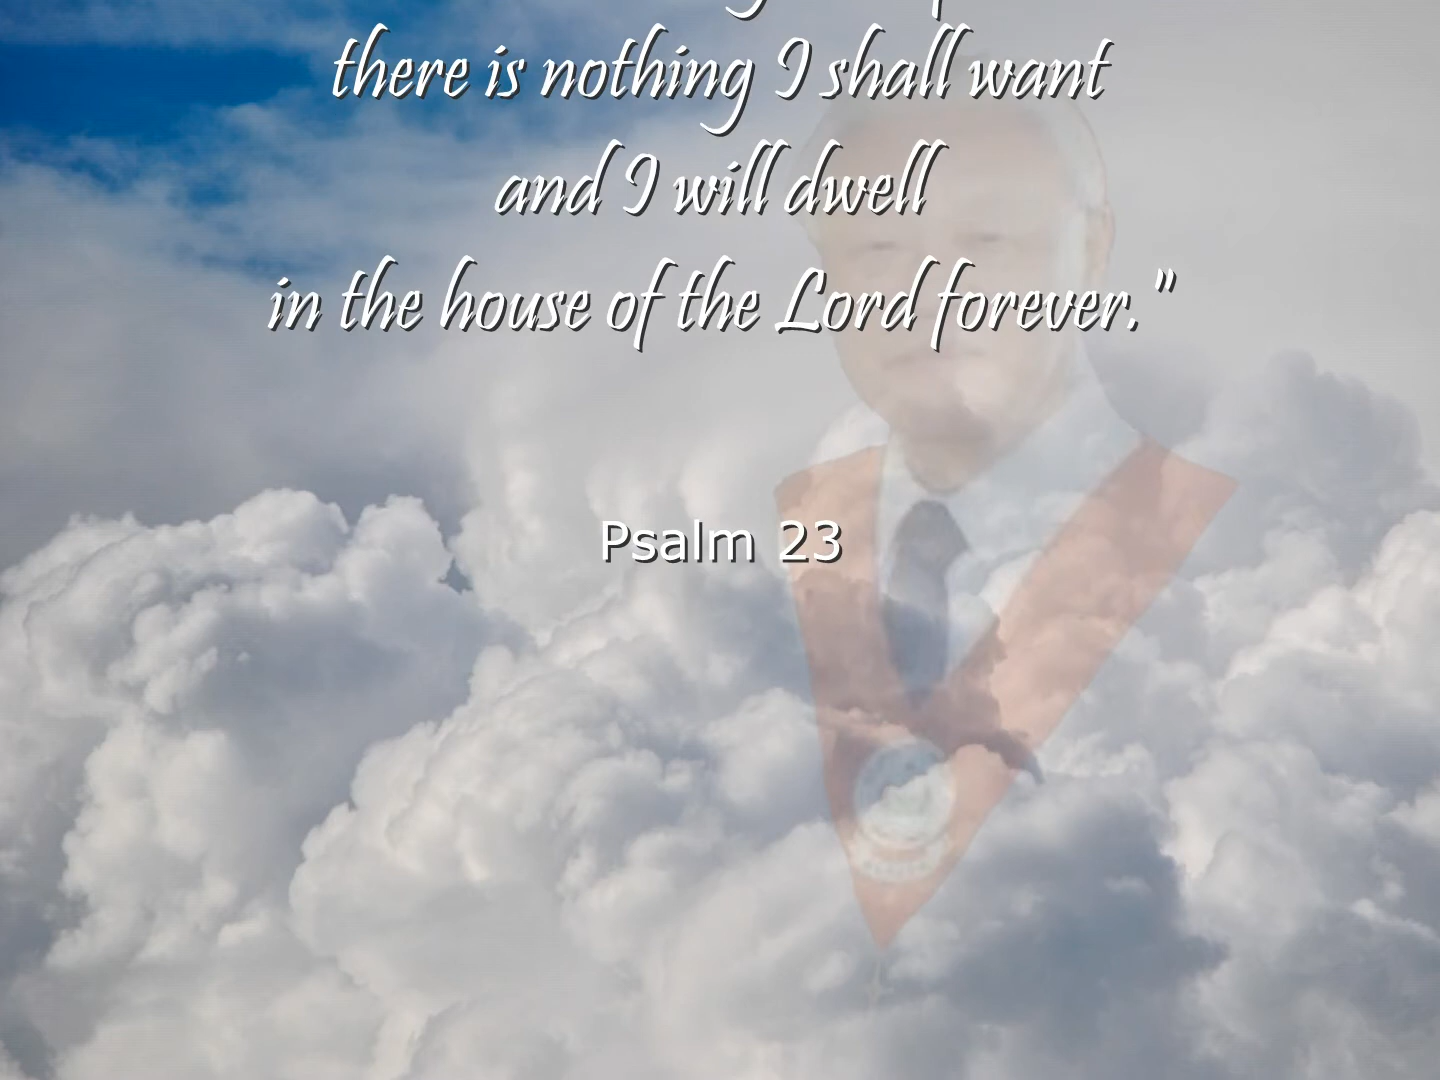 there is nothing I shall want
and I will dwell
in the house of the Lord forever."
Psalm 23